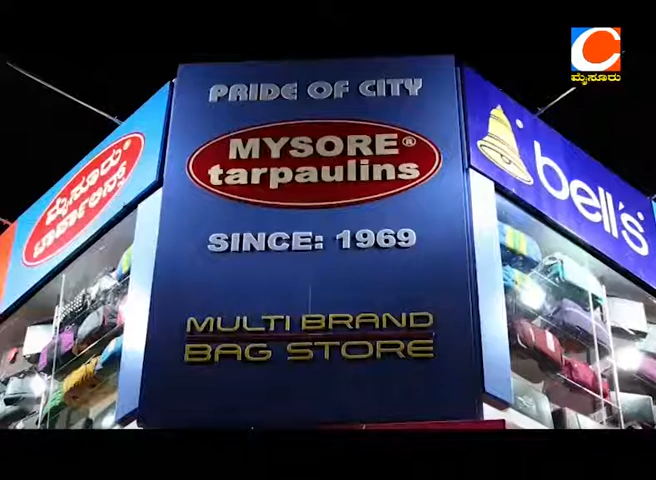 ಮೈಸೂರು
PRIDE OF CITY
MYSORE®
tarpaulins
SINCE: 1969
MULTI BRAND
BAG STORE
ಮೈಸೂರು®
ಟಾರ್ಪಾಲಿನ್ಸ್
bell's